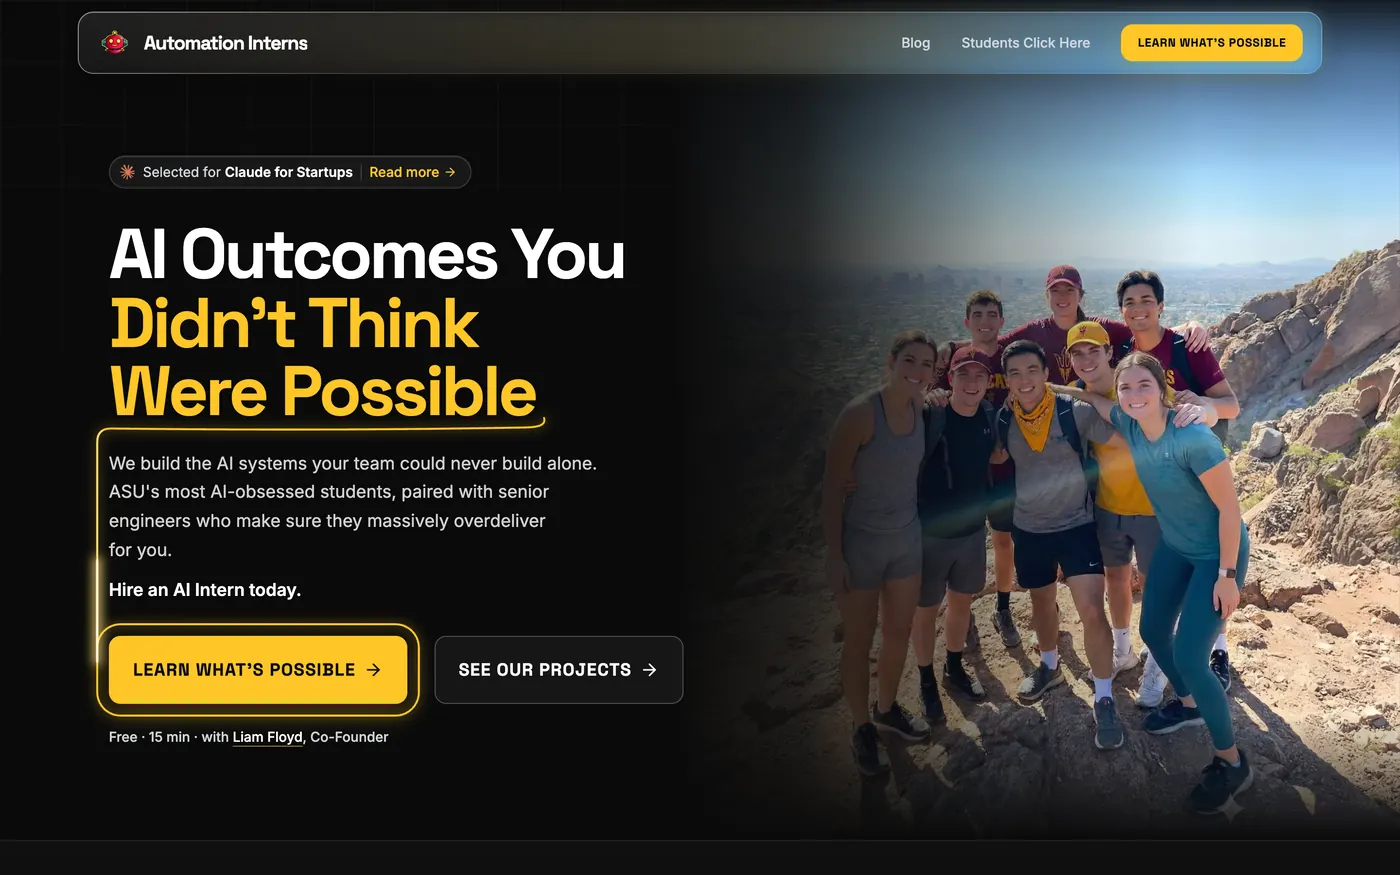 Automation Interns
Blog
Students Click Here
LEARN WHAT'S POSSIBLE
Selected for Claude for Startups
Read more →
AI Outcomes You
Didn’t Think
Were Possible
We build the AI systems your team could never build alone.
ASU's most AI-obsessed students, paired with senior
engineers who make sure they massively overdeliver
for you.
Hire an AI Intern today.
LEARN WHAT'S POSSIBLE →
SEE OUR PROJECTS →
Free · 15 min · with Liam Floyd, Co-Founder